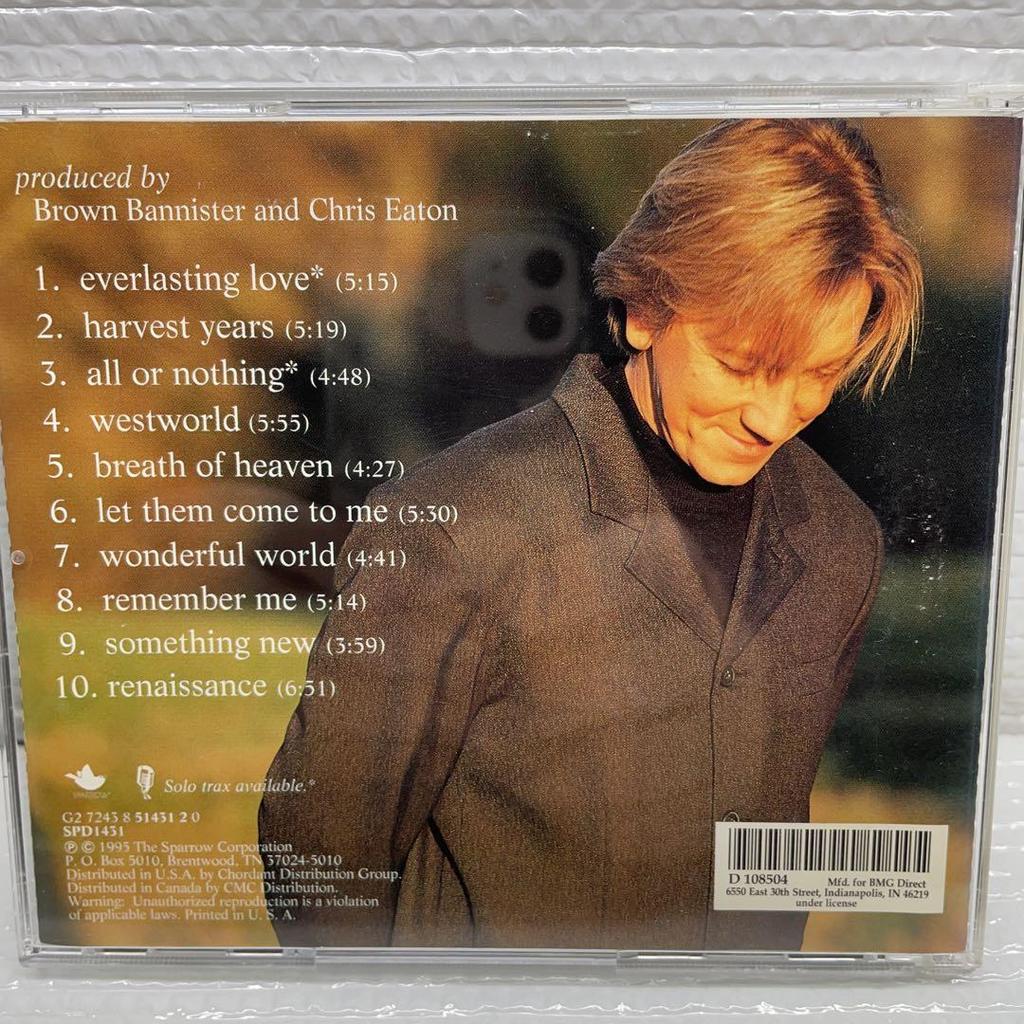 produced by
Brown Bannister and Chris Eaton
1. everlasting love* (5:15)
2. harvest years (5:19)
3. all or nothing* (4:48)
4. westworld (5:55)
5. breath of heaven (4:27)
6. let them come to me (5:30)
7. wonderful world (4:41)
8. remember me (5:14)
9. something new (3:59)
10. renaissance (6:51)
Solo trax available.*
G2 7243 8 51431 2 0
SPD1431
℗ © 1995 The Sparrow Corporation
P. O. Box 5010, Brentwood, TN 37024-5010
Distributed in U.S.A. by Chordant Distribution Group.
Distributed in Canada by CMC Distribution.
Warning: Unauthorized reproduction is a violation
of applicable laws. Printed in U. S. A.
D 108504 Mfd. for BMG Direct
6550 East 30th Street, Indianapolis, IN 46219
under license